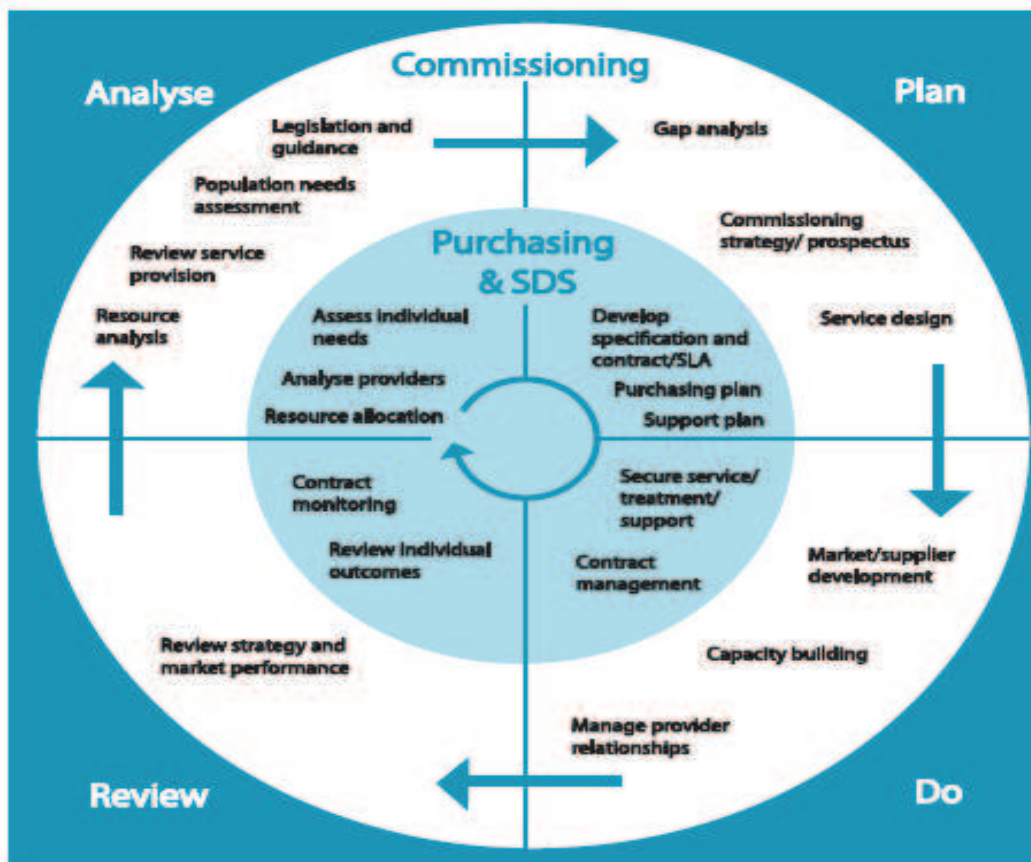 Commissioning
Analyse
Plan
Legislation and
guidance
Gap analysis
Population needs
assessment
Commissioning
strategy/ prospectus
Review service
provision
Purchasing
& SDS
Resource
analysis
Service design
Assess individual
needs
Develop
specification and
contract/SLA
Analyse providers
Purchasing plan
Resource allocation
Support plan
Contract
monitoring
Secure service/
treatment/
support
Review individual
outcomes
Contract
management
Market/supplier
development
Review strategy and
market performance
Capacity building
Manage provider
relationships
Review
Do